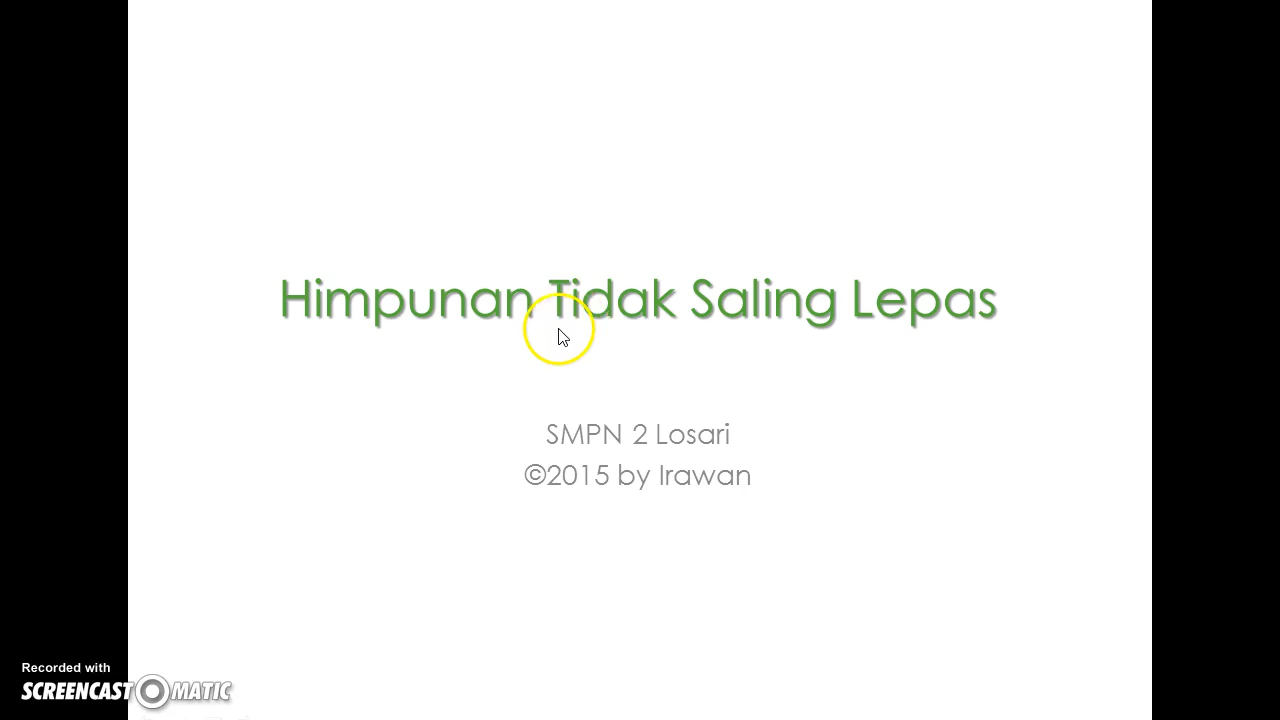 Himpunan Tidak Saling Lepas
SMPN 2 Losari
©2015 by Irawan
Recorded with
SCREENCAST-O-MATIC